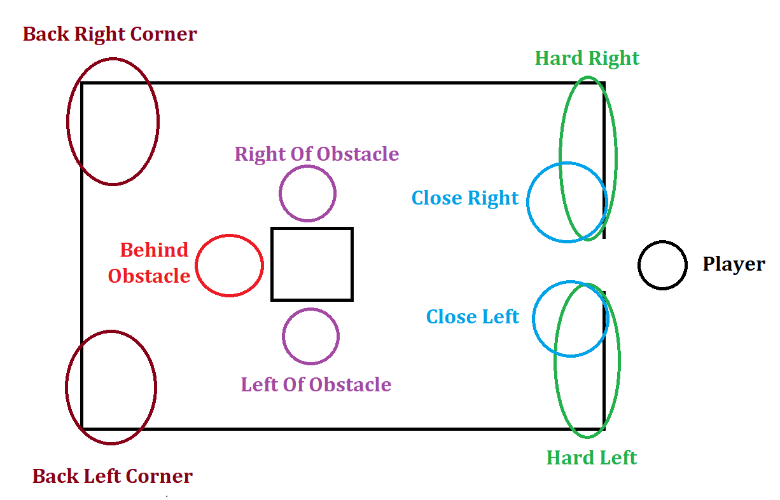 Back Right Corner
Hard Right
Right Of Obstacle
Close Right
Behind
Obstacle
Player
Close Left
Left Of Obstacle
Hard Left
Back Left Corner